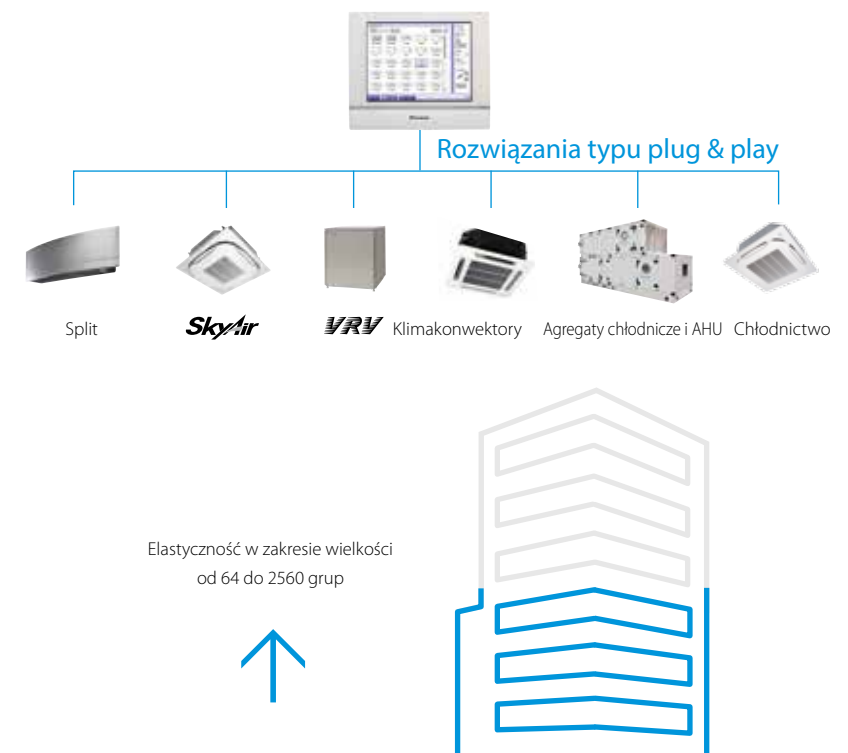 Rozwiązania typu plug & play
Split
SkyAir
VRV
Klimakonwektory
Agregaty chłodnicze i AHU
Chłodnictwo
Elastyczność w zakresie wielkości
od 64 do 2560 grup